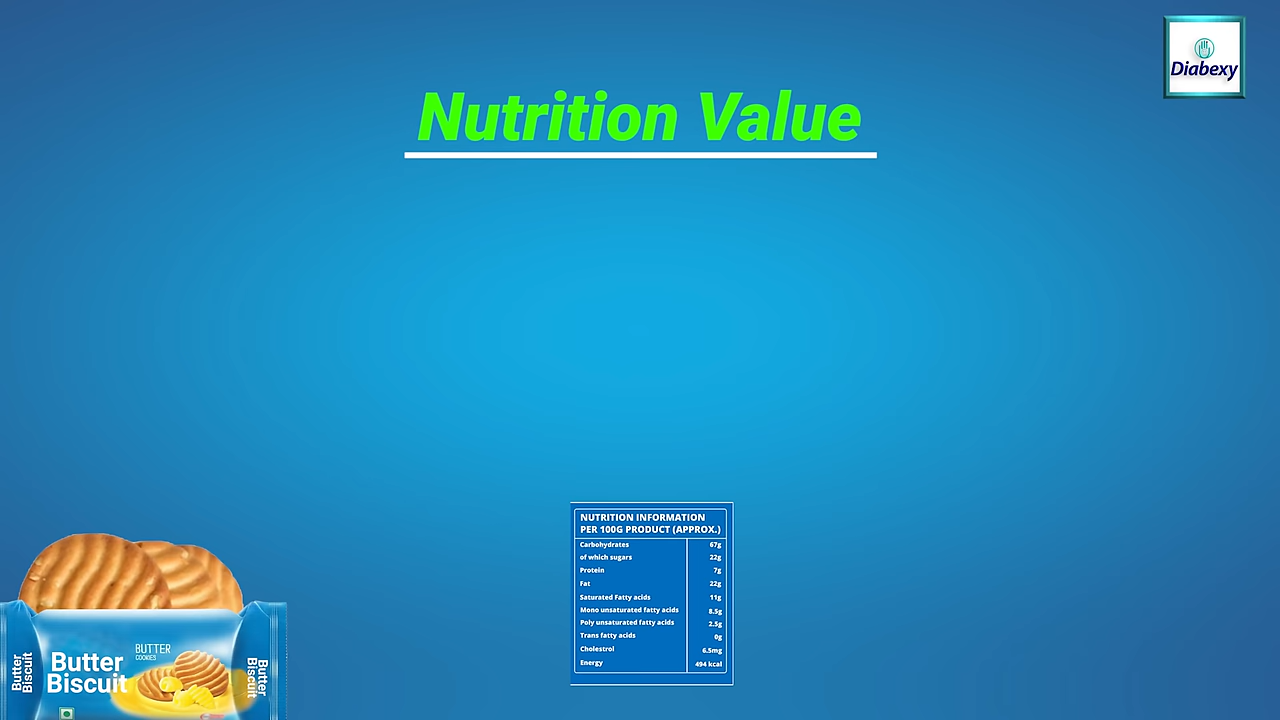 Diabexy
Nutrition Value
NUTRITION INFORMATION
PER 100G PRODUCT (APPROX.)
Carbohydrates 67g
of which sugars 22g
Protein 7g
Fat 22g
Saturated Fatty acids 11g
Mono unsaturated fatty acids 8.5g
Poly unsaturated fatty acids 2.5g
Trans fatty acids 0g
Cholestrol 6.5mg
Energy 494 kcal
Butter
Biscuit
Butter
Biscuit
BUTTER
COOKIES
Butter
Biscuit